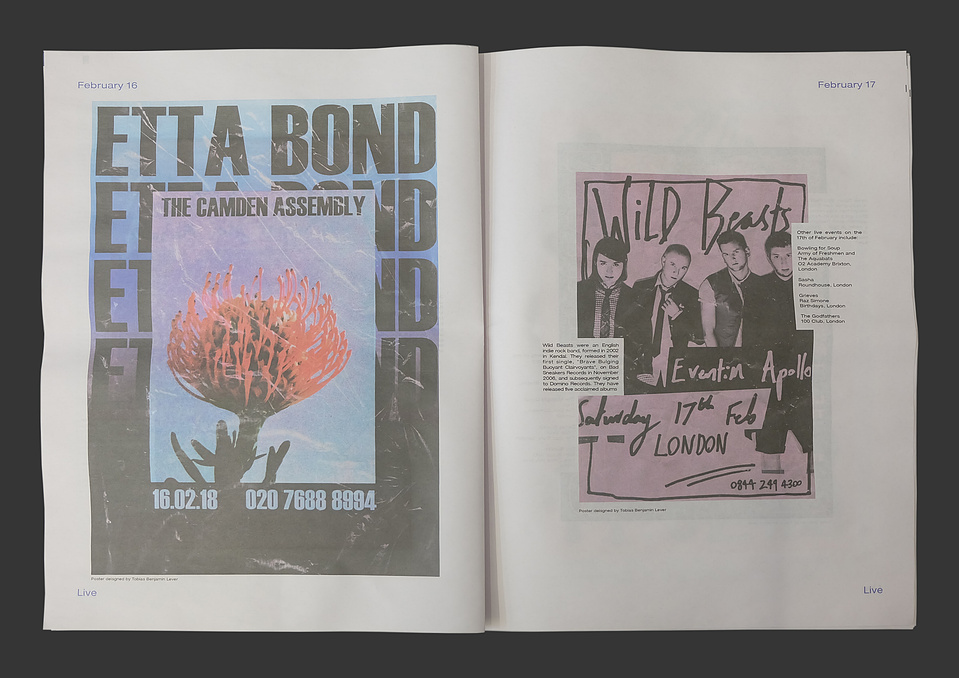 February 16
ETTA BOND
ETTA BOND
THE CAMDEN ASSEMBLY
16.02.18 020 7688 8994
Poster designed by Tobias Benjamin Lever
Live
February 17
Wild Beasts
Other live events on the
17th of February include:
Bowling for Soup
Army of Freshmen and
The Aquabats
O2 Academy Brixton,
London
Sasha
Roundhouse, London
Grieves
Raz Simone
Birthdays, London
The Godfathers
100 Club, London
Wild Beasts were an English
indie rock band, formed in 2002
in Kendal. They released their
first single, "Brave Bulging
Buoyant Clairvoyants", on Bad
Sneakers Records in November
2006, and subsequently signed
to Domino Records. They have
released five acclaimed albums
Eventim Apollo
Saturday 17th Feb
LONDON
0844 249 4300
Poster designed by Tobias Benjamin Lever
Live